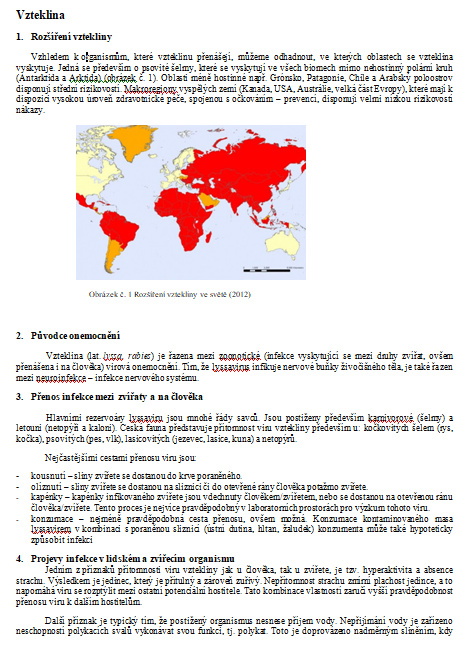 Vzteklina
1. Rozšíření vztekliny
Vzhledem k organismům, které vzteklinu přenášejí, můžeme odhadnout, ve kterých oblastech se vzteklina
vyskytuje. Jedná se především o psovité šelmy, které se vyskytují ve všech biomech mimo nehostinný polární kruh
(Antarktida a Arktida) (obrázek č. 1). Oblasti méně hostinné např. Grónsko, Patagonie, Chile a Arabský poloostrov
disponují střední rizikovostí. Makroregiony vyspělých zemí (Kanada, USA, Austrálie, velká část Evropy), které mají k
dispozici vysokou úroveň zdravotnické péče, spojenou s očkováním – prevencí, disponují velmi nízkou rizikovostí
nákazy.
Obrázek č. 1 Rozšíření vztekliny ve světě (2012)
2. Původce onemocnění
Vzteklina (lat. lyssa, rabies) je řazena mezi zoonotické (infekce vyskytující se mezi druhy zvířat, ovšem
přenášena i na člověka) virová onemocnění. Tím, že lyssavirus infikuje nervové buňky živočišného těla, je také řazen
mezi neuroinfekce – infekce nervového systému.
3. Přenos infekce mezi zvířaty a na člověka
Hlavními rezervoáry lyssavirů jsou mnohé řády savců. Jsou postiženy především karnivorové (šelmy) a
letouni (netopýři a kaloni). Česká fauna představuje přítomnost viru vztekliny především u: kočkovitých šelem (rys,
kočka), psovitých (pes, vlk), lasicovitých (jezevec, lasice, kuna) a netopýrů.
Nejčastějšími cestami přenosu viru jsou:
- kousnutí – sliny zvířete se dostanou do krve poraněného.
- olíznutí – sliny zvířete se dostanou na sliznici či do otevřené rány člověka potažmo zvířete.
- kapénky – kapénky infikovaného zvířete jsou vdechnuty člověkem/zvířetem, nebo se dostanou na otevřenou ránu
člověka/zvířete. Tento proces je nejvíce pravděpodobný v laboratorních prostorách pro výzkum tohoto viru.
- konzumace – nejméně pravděpodobná cesta přenosu, ovšem možná. Konzumace kontaminovaného masa
lyssavirem v kombinaci s poraněnou sliznicí (ústní dutina, hltan, žaludek) konzumenta může také hypoteticky
způsobit infekci
4. Projevy infekce v lidském a zvířecím organismu
Jedním z příznaků přítomnosti viru vztekliny jak u člověka, tak u zvířete, je tzv. hyperaktivita a absence
strachu. Výsledkem je jedinec, který je přítulný a zároveň zuřivý. Nepřítomnost strachu zmírní plachost jedince, a to
napomáhá viru se rozptýlit mezi ostatní potenciální hostitele. Tato kombinace vlastností zaručí vyšší pravděpodobnost
přenosu viru k dalším hostitelům.
Další příznak je typický tím, že postižený organismus nesnese příjem vody. Nepřijímání vody je zařízeno
neschopností polykacích svalů vykonávat svou funkci, tj. polykat. Toto je doprovázeno nadměrným sliněním, kdy